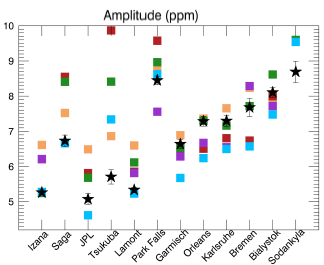 Amplitude (ppm)
10
9
8
7
6
5
Izana
Saga
JPL
Tsukuba
Lamont
Park Falls
Garmisch
Orleans
Karlsruhe
Bremen
Bialystok
Sodankyla